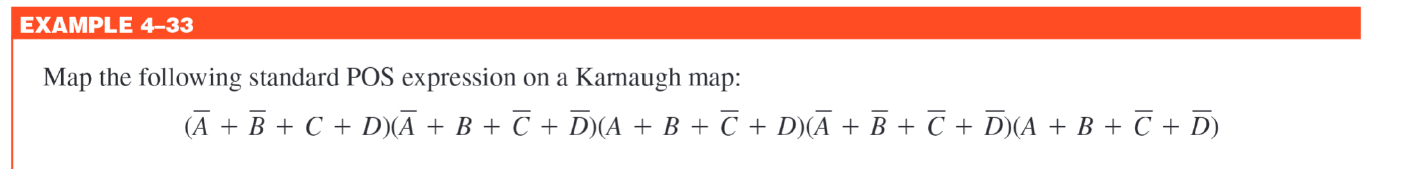 EXAMPLE 4–33
Map the following standard POS expression on a Karnaugh map:
(A̅ + B̅ + C + D)(A̅ + B + C̅ + D̅)(A + B + C̅ + D)(A̅ + B̅ + C̅ + D̅)(A + B + C̅ + D̅)